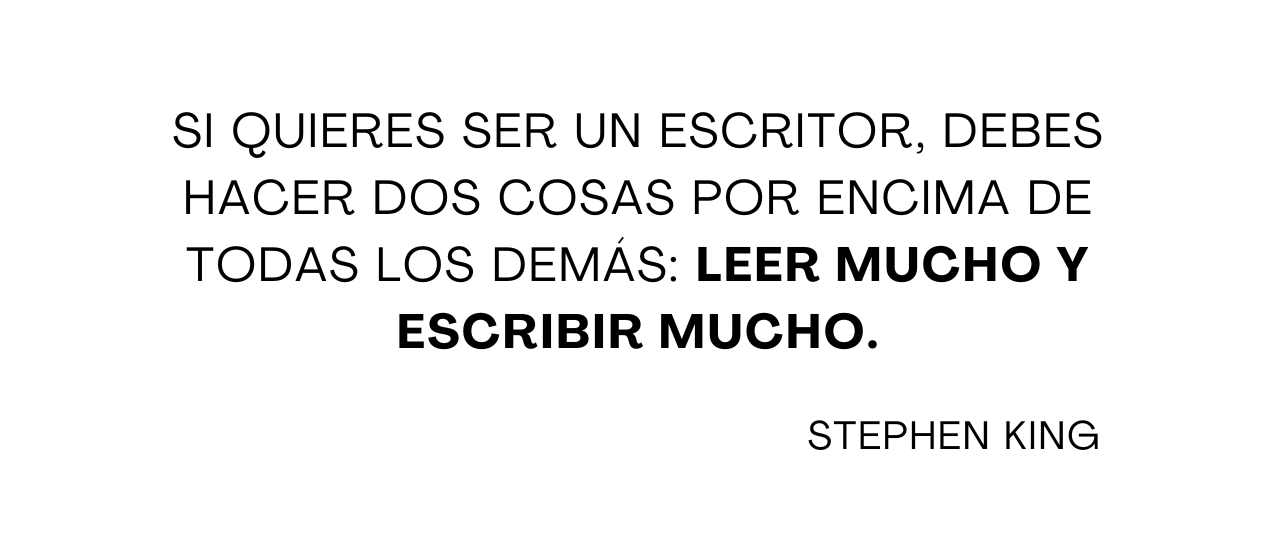 SI QUIERES SER UN ESCRITOR, DEBES
HACER DOS COSAS POR ENCIMA DE
TODAS LOS DEMÁS: LEER MUCHO Y
ESCRIBIR MUCHO.
STEPHEN KING